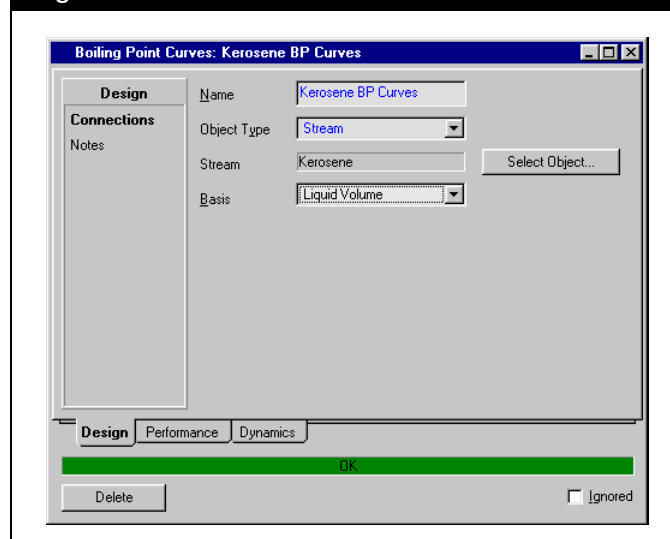 Boiling Point Curves: Kerosene BP Curves
Design
Connections
Notes
Name Kerosene BP Curves
Object Type Stream
Stream Kerosene Select Object...
Basis Liquid Volume
Design Performance Dynamics
OK
Delete Ignored